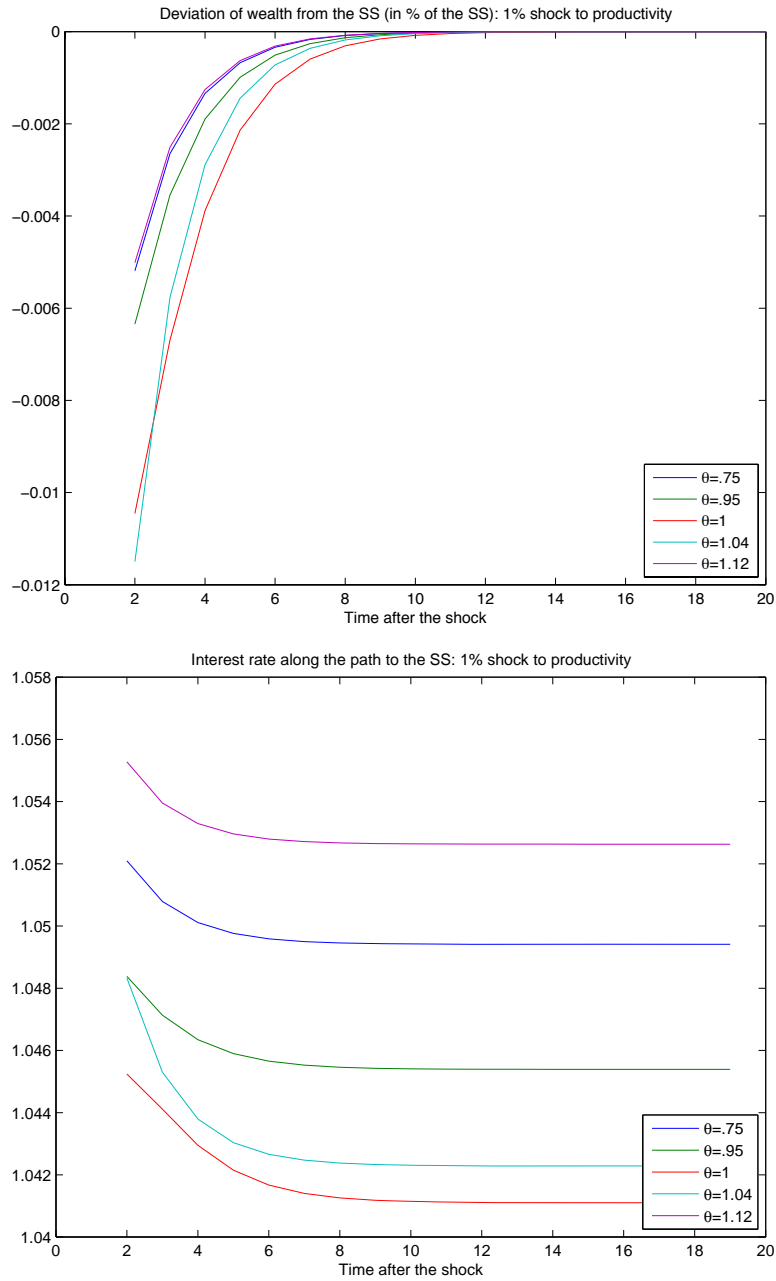 Deviation of wealth from the SS (in % of the SS): 1% shock to productivity
0
−0.002
−0.004
−0.006
−0.008
−0.01
−0.012
θ=.75
θ=.95
θ=1
θ=1.04
θ=1.12
0 2 4 6 8 10 12 14 16 18 20
Time after the shock
Interest rate along the path to the SS: 1% shock to productivity
1.058
1.056
1.054
1.052
1.05
1.048
1.046
1.044
1.042
1.04
θ=.75
θ=.95
θ=1
θ=1.04
θ=1.12
0 2 4 6 8 10 12 14 16 18 20
Time after the shock